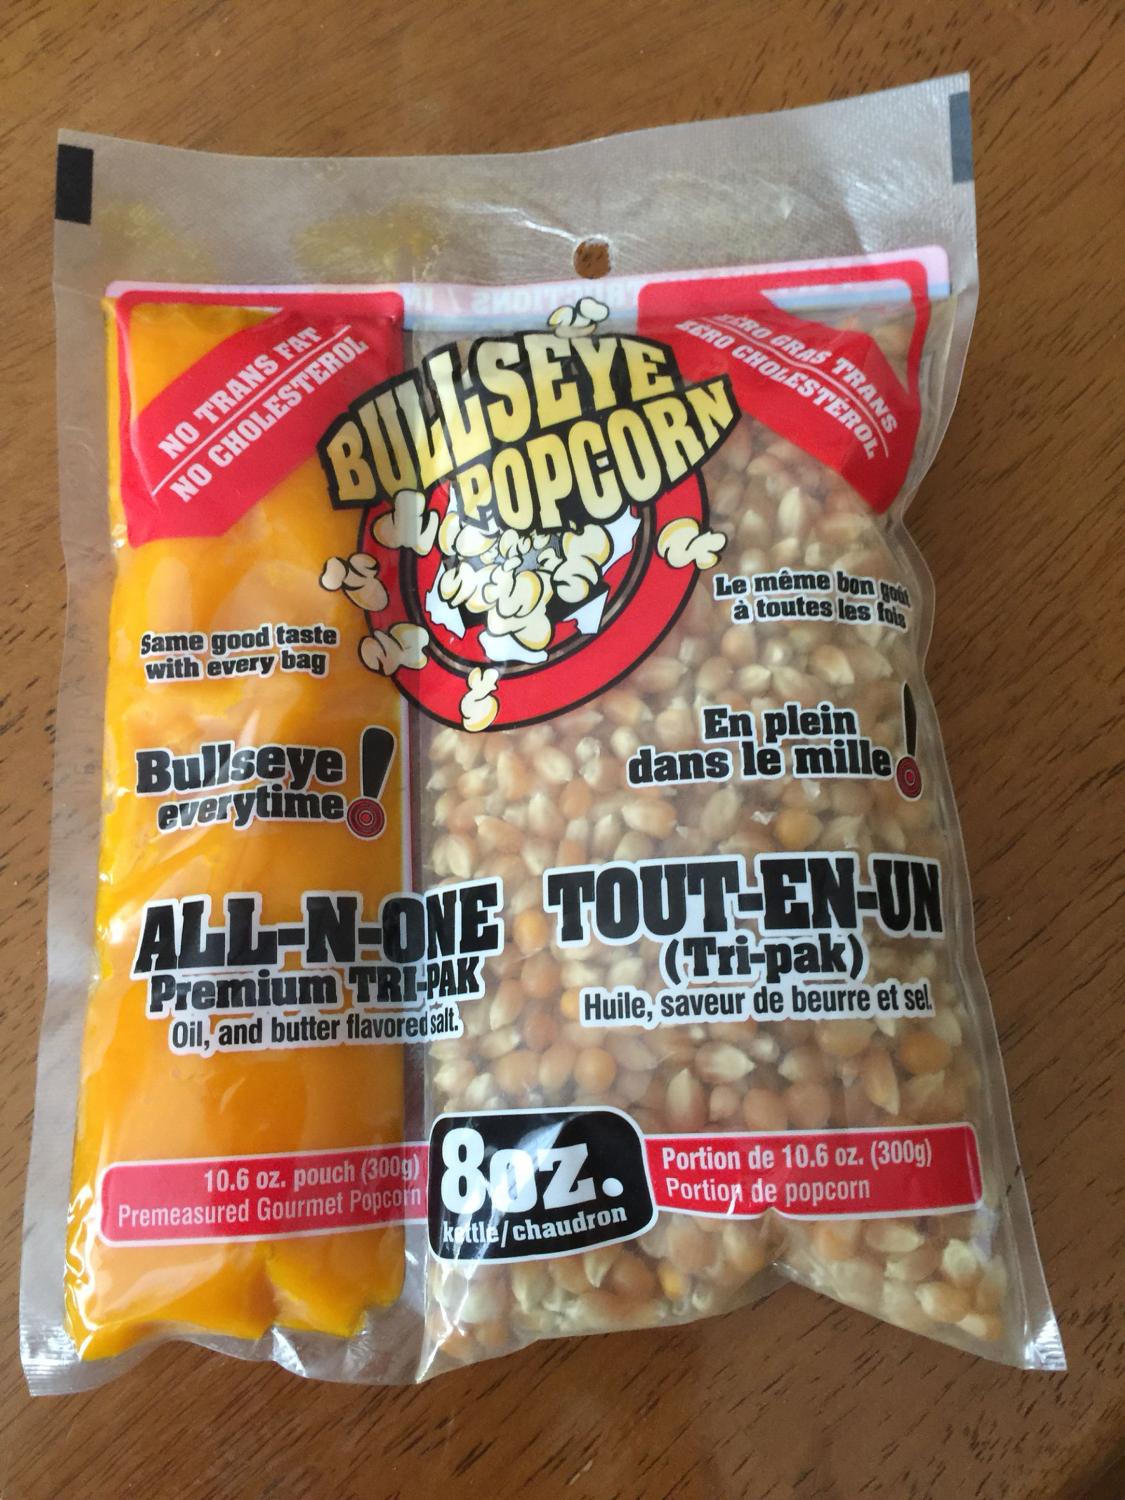 NO TRANS FAT
NO CHOLESTEROL
BULLSEYE
POPCORN
ZÉRO GRAS TRANS
ZÉRO CHOLESTÉROL
Same good taste
with every bag
Le même bon goût
à toutes les fois
Bullseye
everytime!
En plein
dans le mille!
ALL-N-ONE
Premium TRI-PAK
Oil, and butter flavored salt.
TOUT-EN-UN
(Tri-pak)
Huile, saveur de beurre et sel.
10.6 oz. pouch (300g)
Premeasured Gourmet Popcorn
8oz.
kettle/chaudron
Portion de 10.6 oz. (300g)
Portion de popcorn